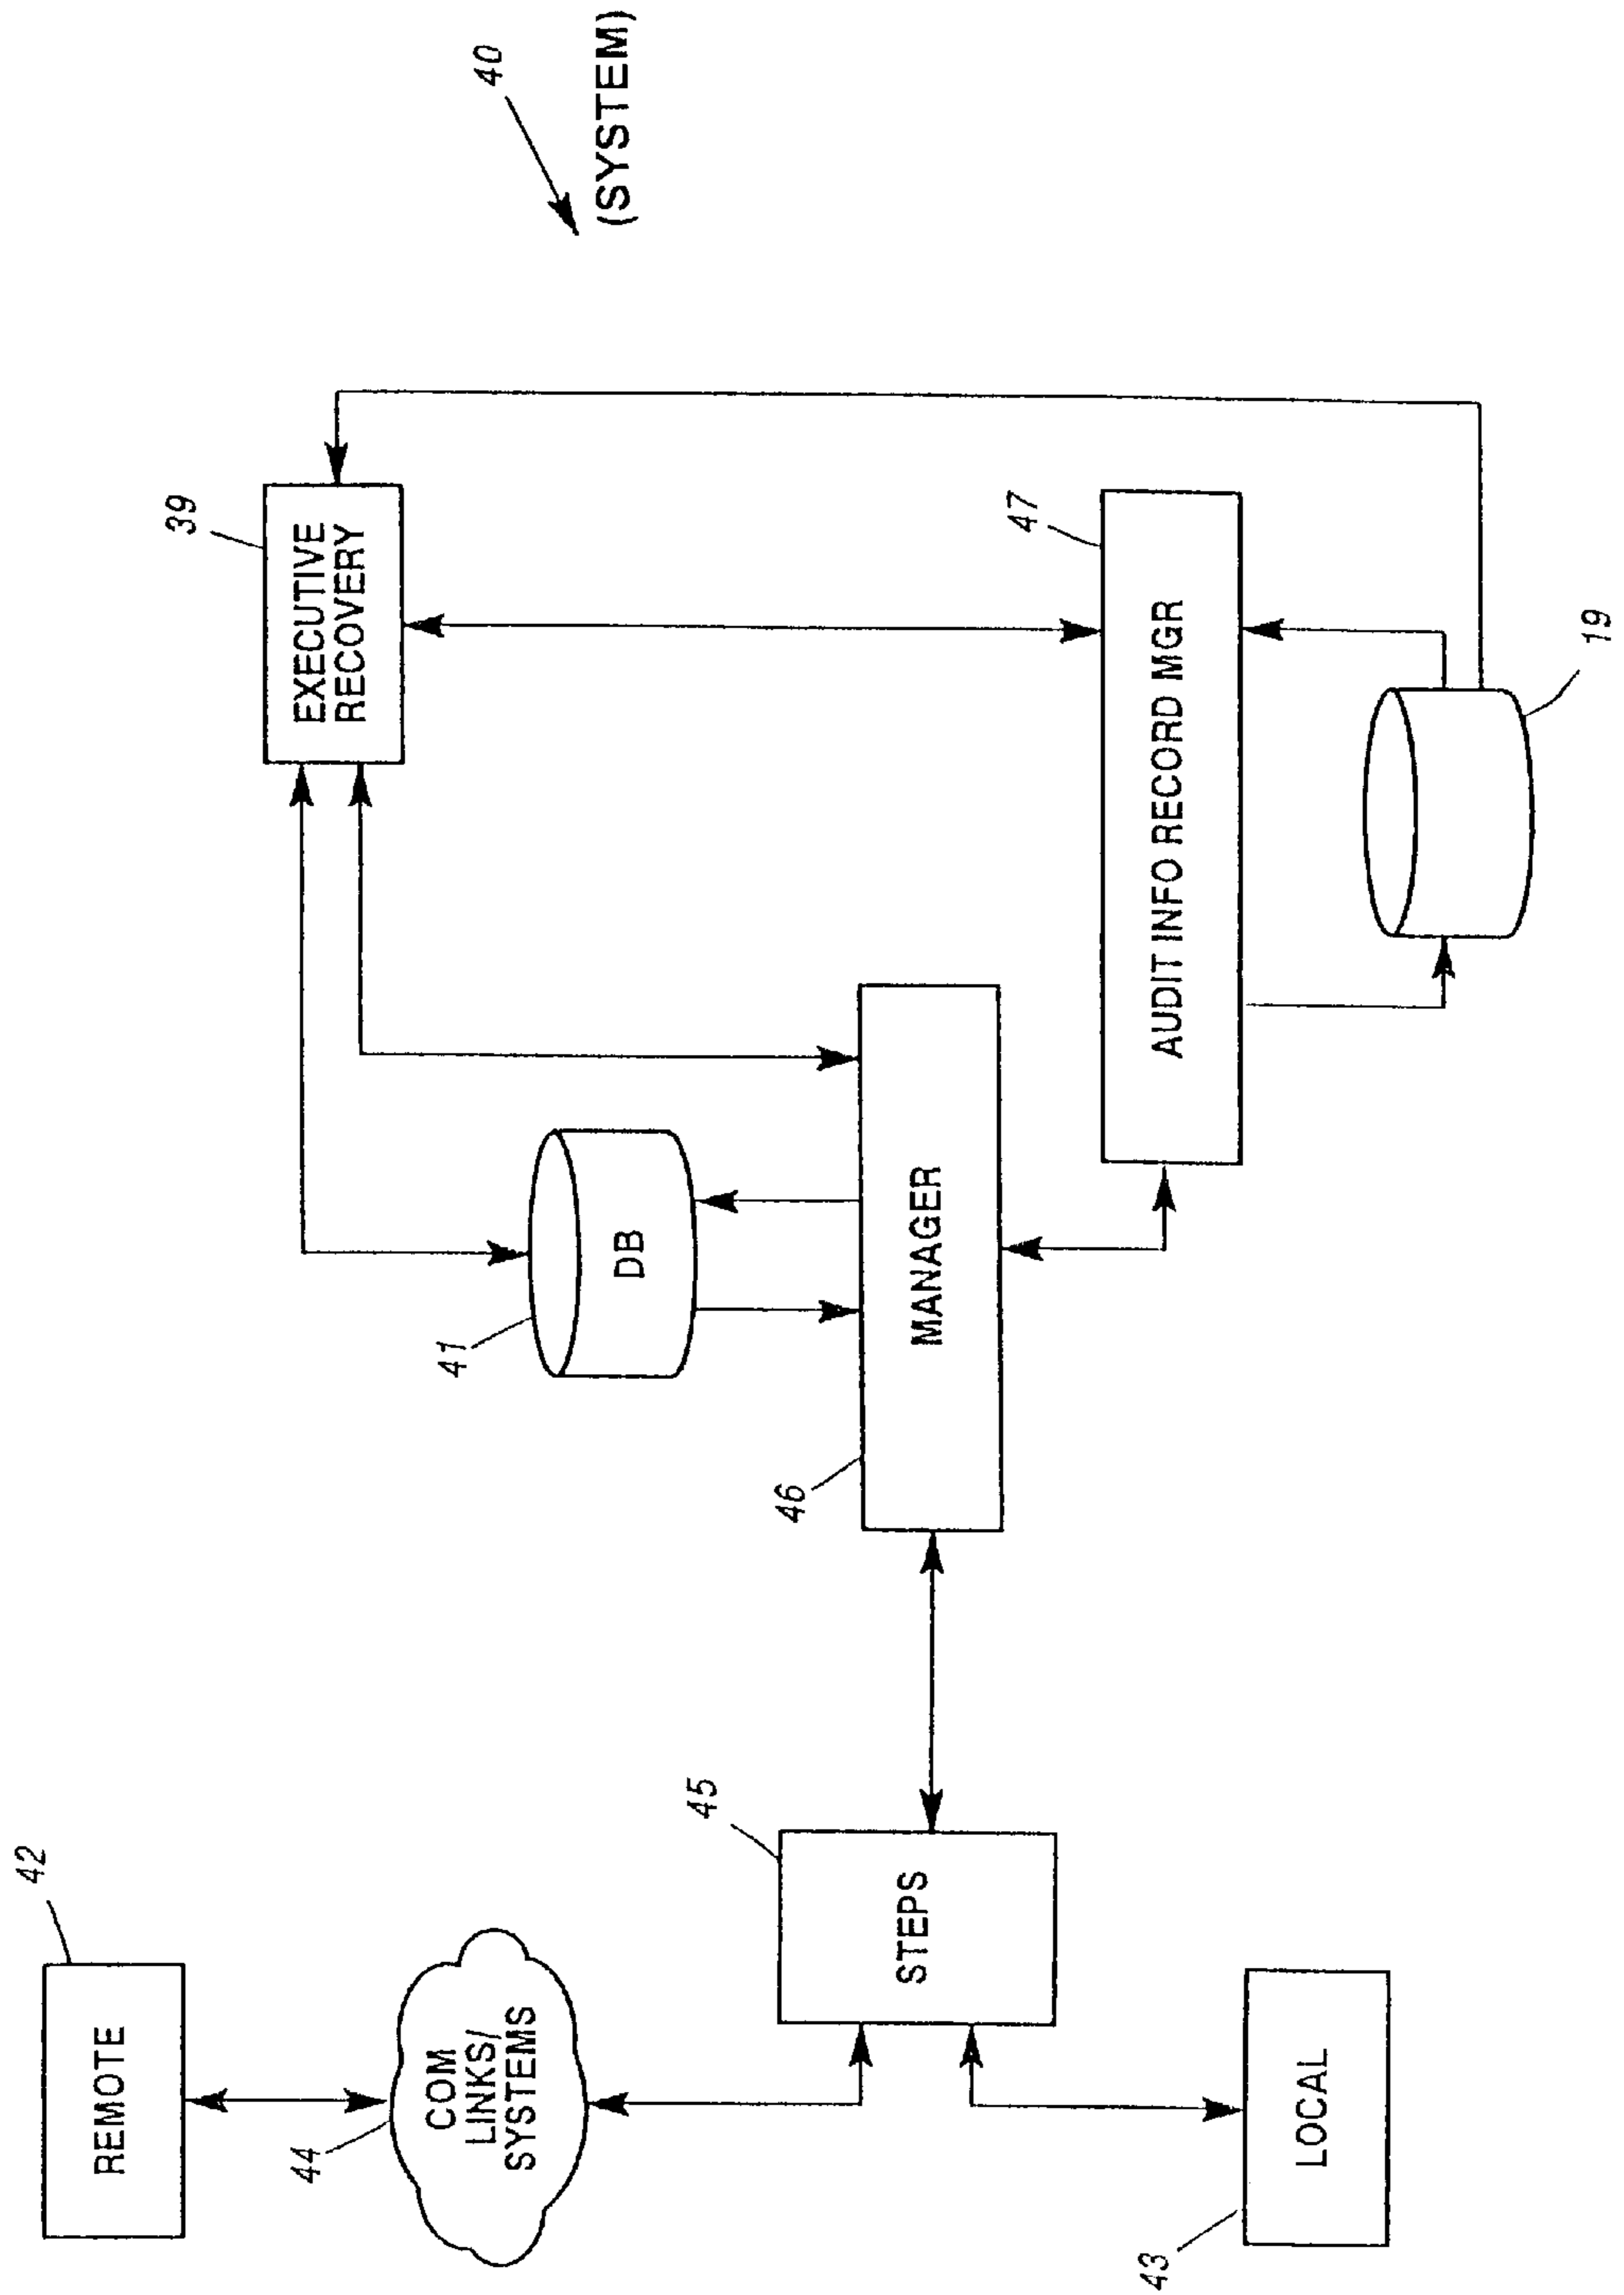 42
REMOTE
44
COM
LINKS/
SYSTEMS
45
STEPS
43
LOCAL
46
MANAGER
41
DB
39
EXECUTIVE
RECOVERY
47
AUDIT INFO RECORD MGR
19
40
(SYSTEM)